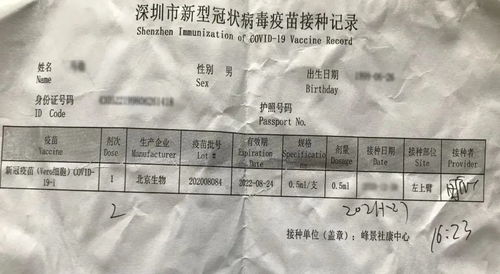 深圳市新型冠状病毒疫苗接种记录
Shenzhen Immunization of COVID-19 Vaccine Record
姓名 性别 男 出生日期
Name Sex Birthday
身份证号码 护照号码
ID Code Passport No.
疫苗 剂次 生产企业 疫苗批号 有效期 规格 剂量 接种日期 接种部位 接种者
Vaccine Dose Manufacturer Lot # Expiration Date Specification Dosage Date Site Provider
新冠疫苗(Vero细胞)COVID-19-i 1 北京生物 202008084 2022-08-24 0.5ml/支 0.5ml 左上臂
2 2021-1-27
接种单位(盖章):峰景社康中心 16:23